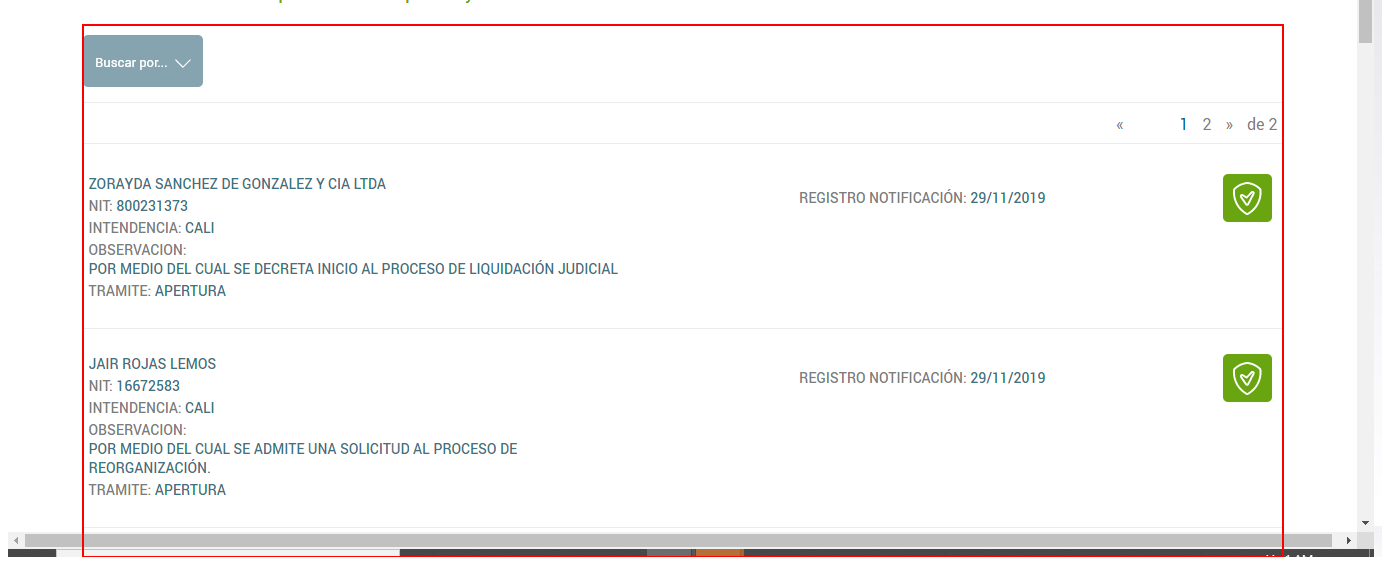 Buscar por...
« 1 2 » de 2
ZORAYDA SANCHEZ DE GONZALEZ Y CIA LTDA
NIT: 800231373
REGISTRO NOTIFICACIÓN: 29/11/2019
INTENDENCIA: CALI
OBSERVACION:
POR MEDIO DEL CUAL SE DECRETA INICIO AL PROCESO DE LIQUIDACIÓN JUDICIAL
TRAMITE: APERTURA
JAIR ROJAS LEMOS
NIT: 16672583
REGISTRO NOTIFICACIÓN: 29/11/2019
INTENDENCIA: CALI
OBSERVACION:
POR MEDIO DEL CUAL SE ADMITE UNA SOLICITUD AL PROCESO DE
REORGANIZACIÓN.
TRAMITE: APERTURA